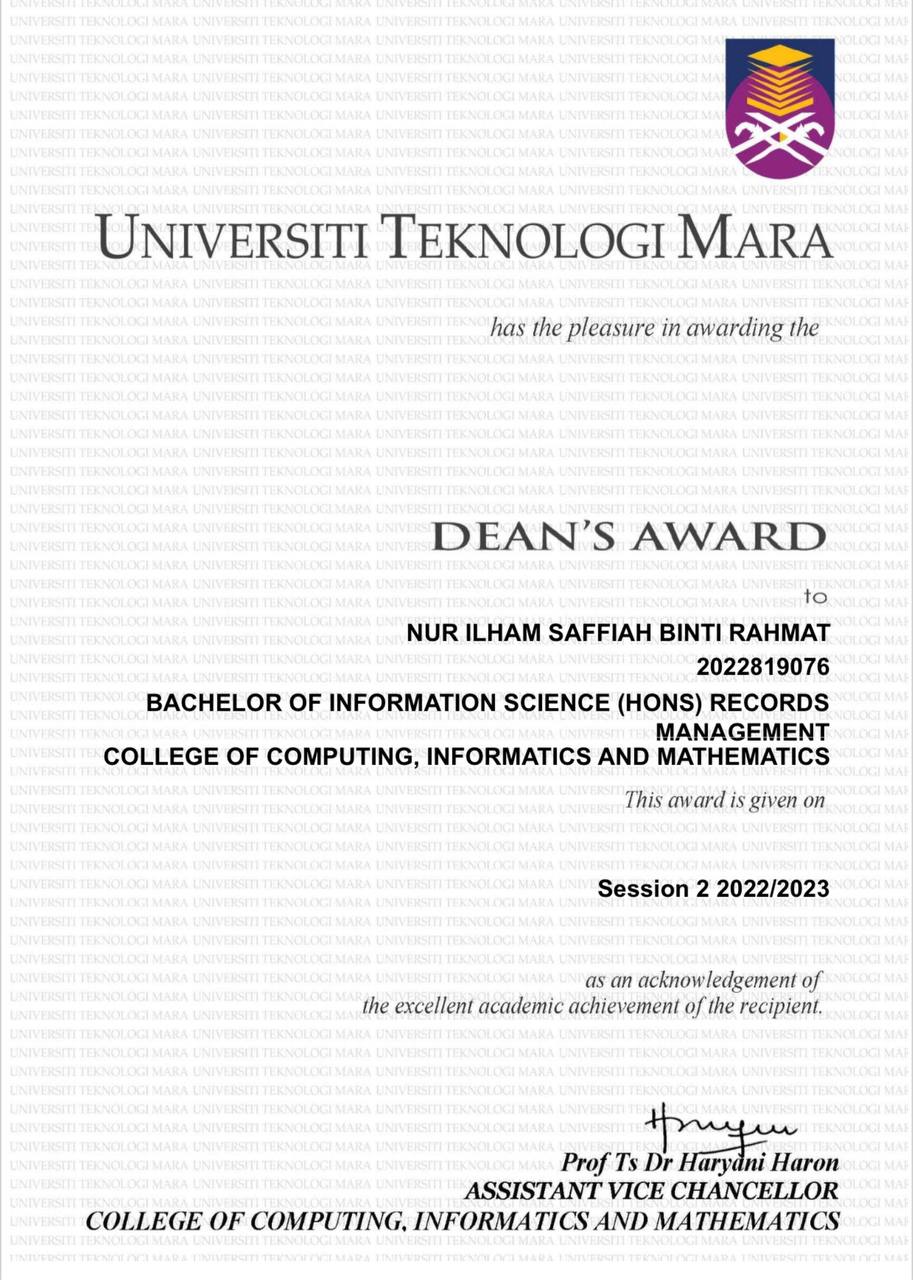 UNIVERSITI TEKNOLOGI MARA
has the pleasure in awarding the
DEAN'S AWARD
to
NUR ILHAM SAFFIAH BINTI RAHMAT
2022819076
BACHELOR OF INFORMATION SCIENCE (HONS) RECORDS
MANAGEMENT
COLLEGE OF COMPUTING, INFORMATICS AND MATHEMATICS
This award is given on
Session 2 2022/2023
as an acknowledgement of
the excellent academic achievement of the recipient.
Prof Ts Dr Haryani Haron
ASSISTANT VICE CHANCELLOR
COLLEGE OF COMPUTING, INFORMATICS AND MATHEMATICS